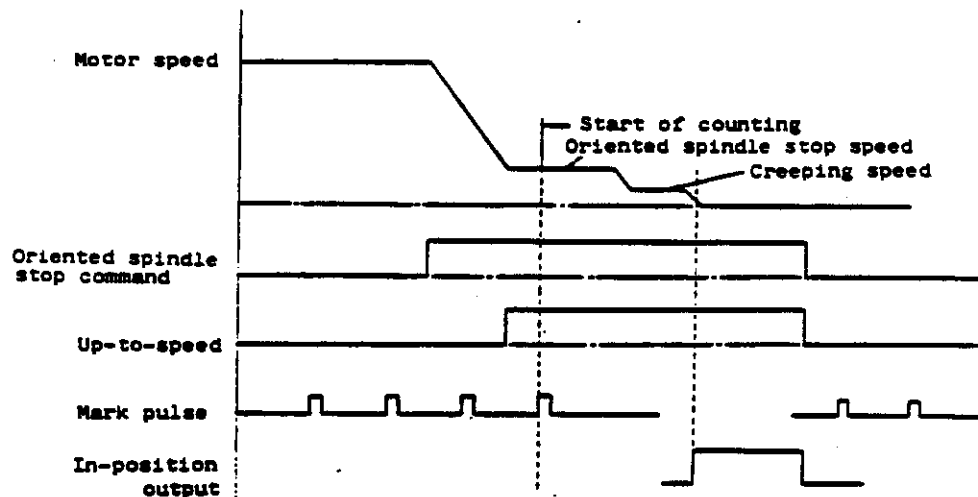 Motor speed
Start of counting
Oriented spindle stop speed
Creeping speed
Oriented spindle
stop command
Up-to-speed
Mark pulse
In-position
output